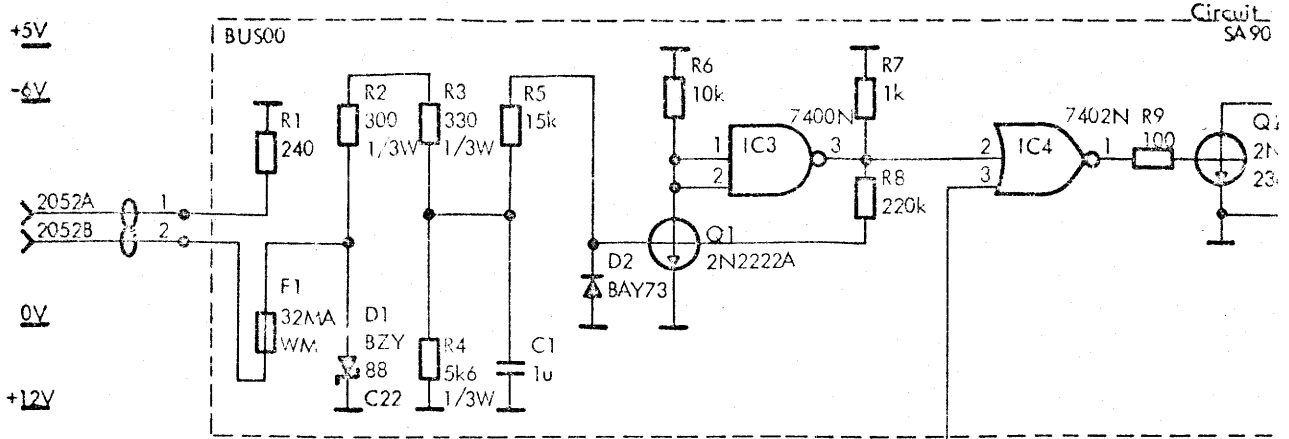 Circuit
SA90
+5V
-6V
0V
+12V
BUS00
2052A
2052B
1
2
R1
240
F1
32MA
WM
R2
300
1/3W
R3
330
1/3W
R5
15k
D1
BZY
88
C22
R4
5k6
1/3W
C1
1u
D2
BAY73
R6
10k
1
2
IC3
7400N
3
R7
1k
R8
220k
Q1
2N2222A
2
3
IC4
7402N
1
R9
100
2N